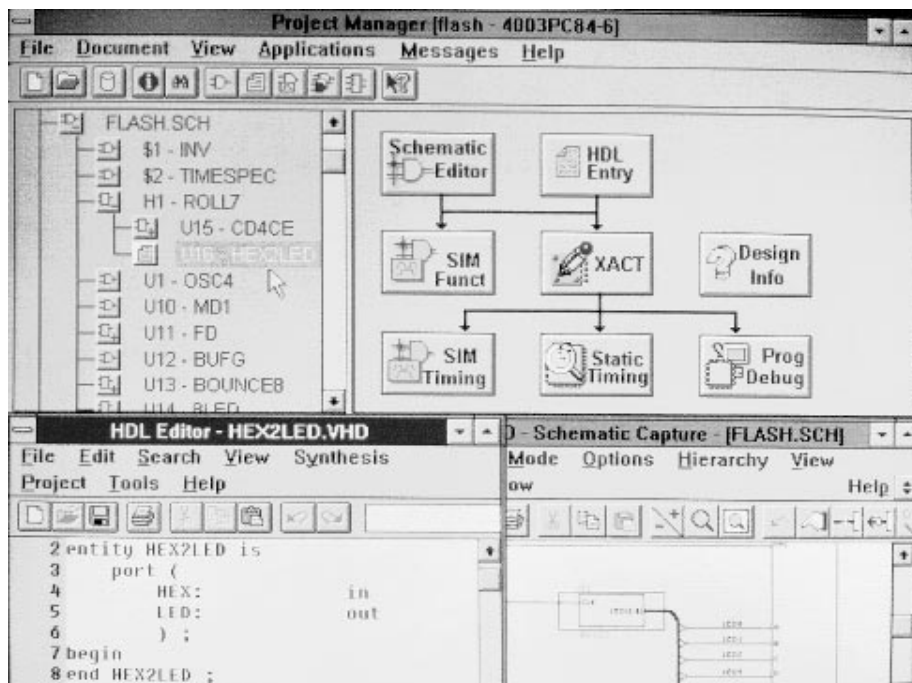 Project Manager [flash - 4003PC84-6]
File Document View Applications Messages Help
FLASH.SCH
$1 - INV
$2 - TIMESPEC
H1 - ROLL7
U15 - CD4CE
U16 - HEX2LED
U1 - OSC4
U10 - MD1
U11 - FD
U12 - BUFG
U13 - BOUNCE8
U14 - BLED
Schematic
Editor
HDL
Entry
SIM
Funct
XACT
Design
Info
SIM
Timing
Static
Timing
Prog
Debug
HDL Editor - HEX2LED.VHD
File Edit Search View Synthesis
Project Tools Help
2 entity HEX2LED is
3 port (
4 HEX: in
5 LED: out
6 ) ;
7 begin
8 end HEX2LED ;
- Schematic Capture - [FLASH.SCH]
Mode Options Hierarchy View
ow Help